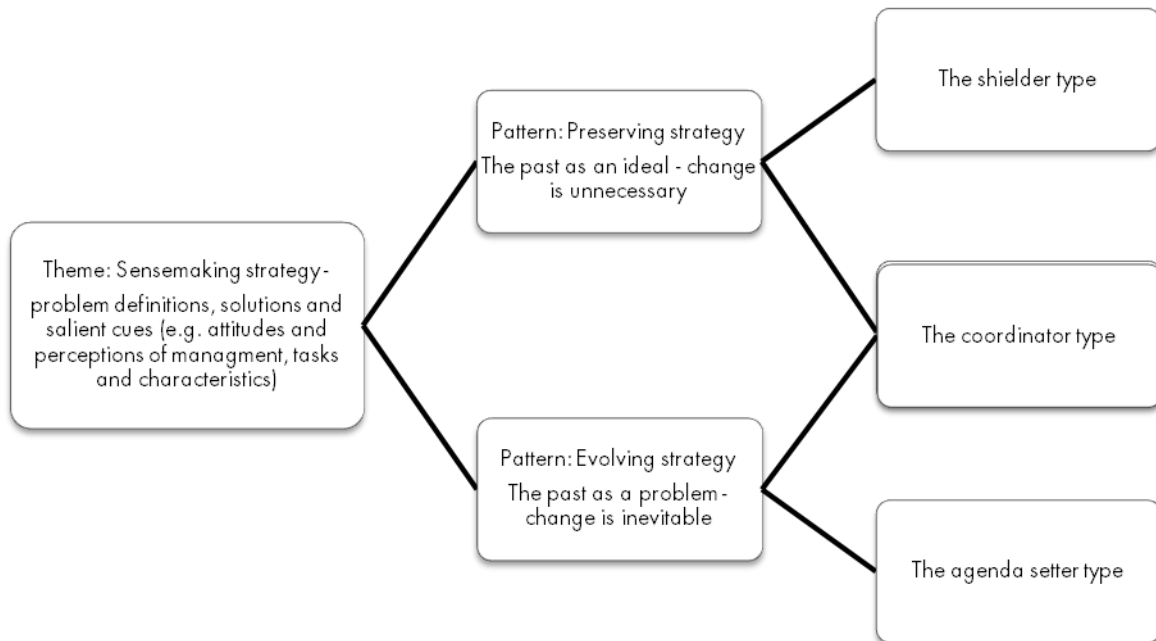 Theme: Sensemaking strategy-
problem definitions, solutions and
salient cues (e.g. attitudes and
perceptions of managment, tasks
and characteristics)
Pattern: Preserving strategy
The past as an ideal - change
is unnecessary
Pattern: Evolving strategy
The past as a problem -
change is inevitable
The shielder type
The coordinator type
The agenda setter type